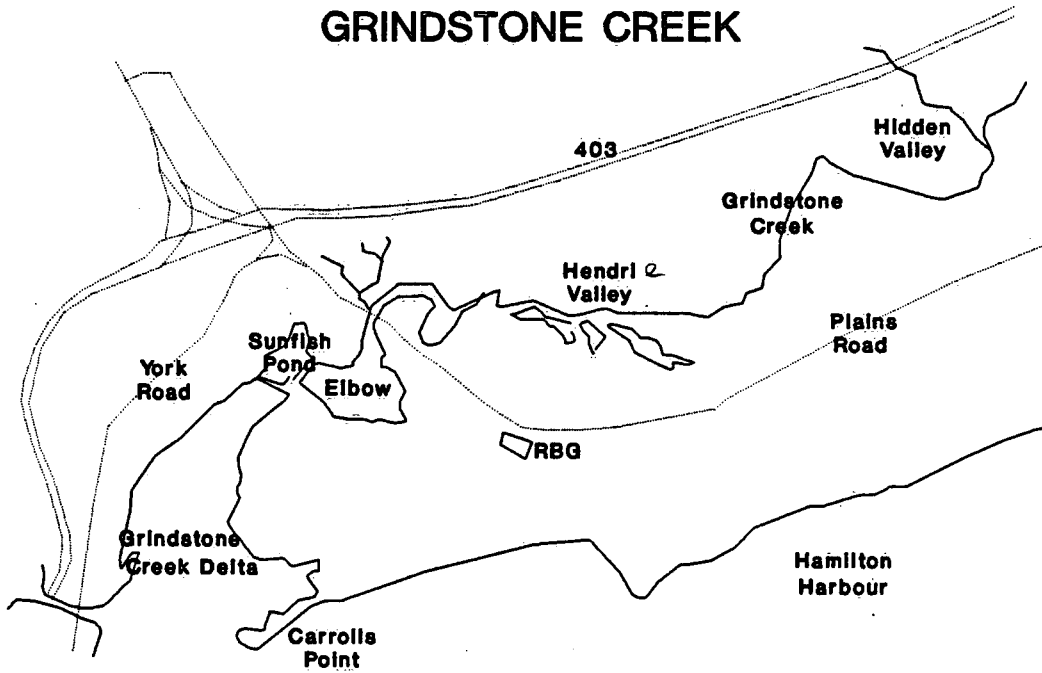 GRINDSTONE CREEK
Hidden
Valley
403
Grindstone
Creek
Hendrie
Valley
Plains
Road
Sunfish
Pond
York
Road
Elbow
RBG
Grindstone
Creek Delta
Hamilton
Harbour
Carrolls
Point